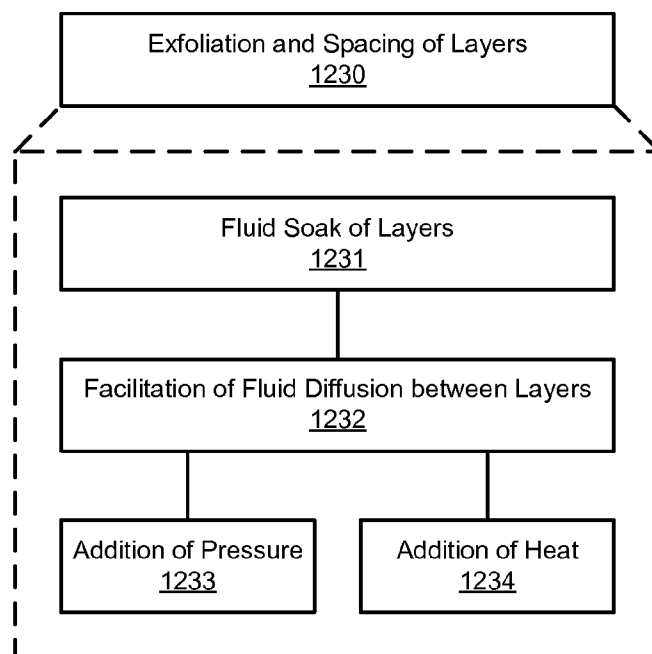 Exfoliation and Spacing of Layers
1230
Fluid Soak of Layers
1231
Facilitation of Fluid Diffusion between Layers
1232
Addition of Pressure
1233
Addition of Heat
1234